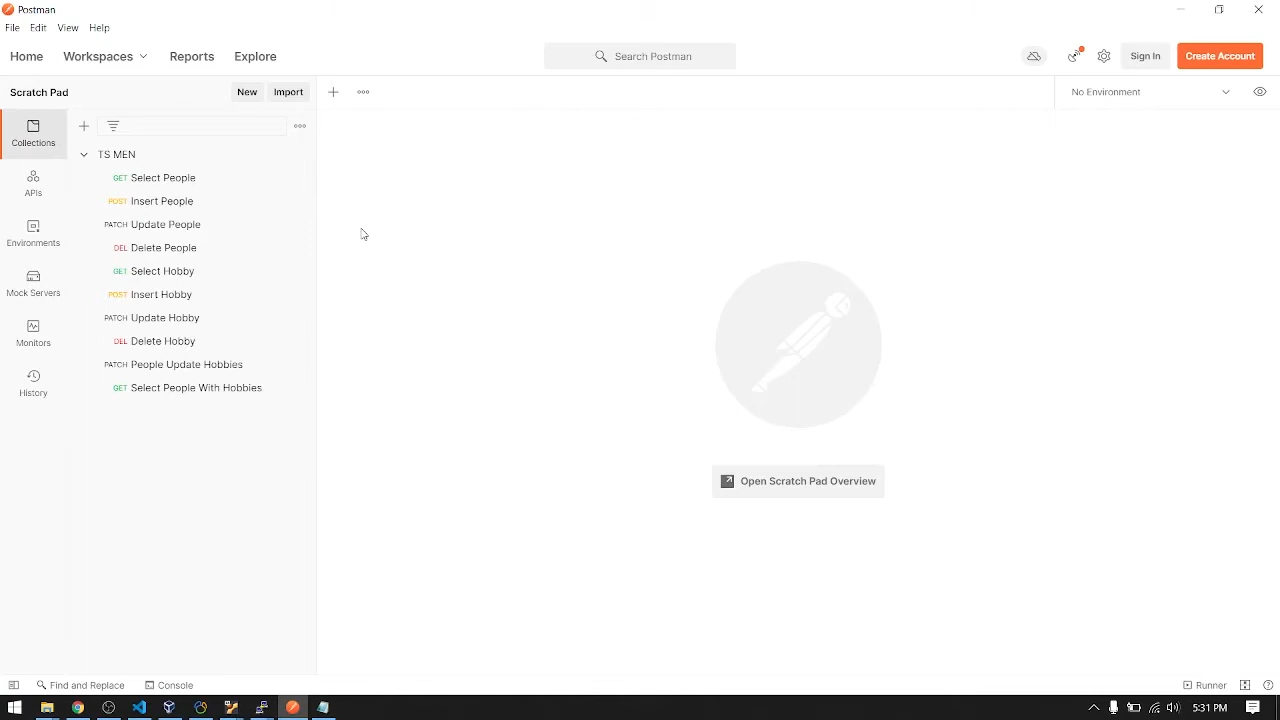 Postman
File Edit View Help
Home Workspaces Reports Explore Search Postman Sign In Create Account
Scratch Pad New Import No Environment
Collections
APIs
Environments
Mock Servers
Monitors
History
TS MEN
GET Select People
POST Insert People
PATCH Update People
DEL Delete People
GET Select Hobby
POST Insert Hobby
PATCH Update Hobby
DEL Delete Hobby
PATCH People Update Hobbies
GET Select People With Hobbies
Open Scratch Pad Overview
Find and Replace Console Runner
5:31 PM